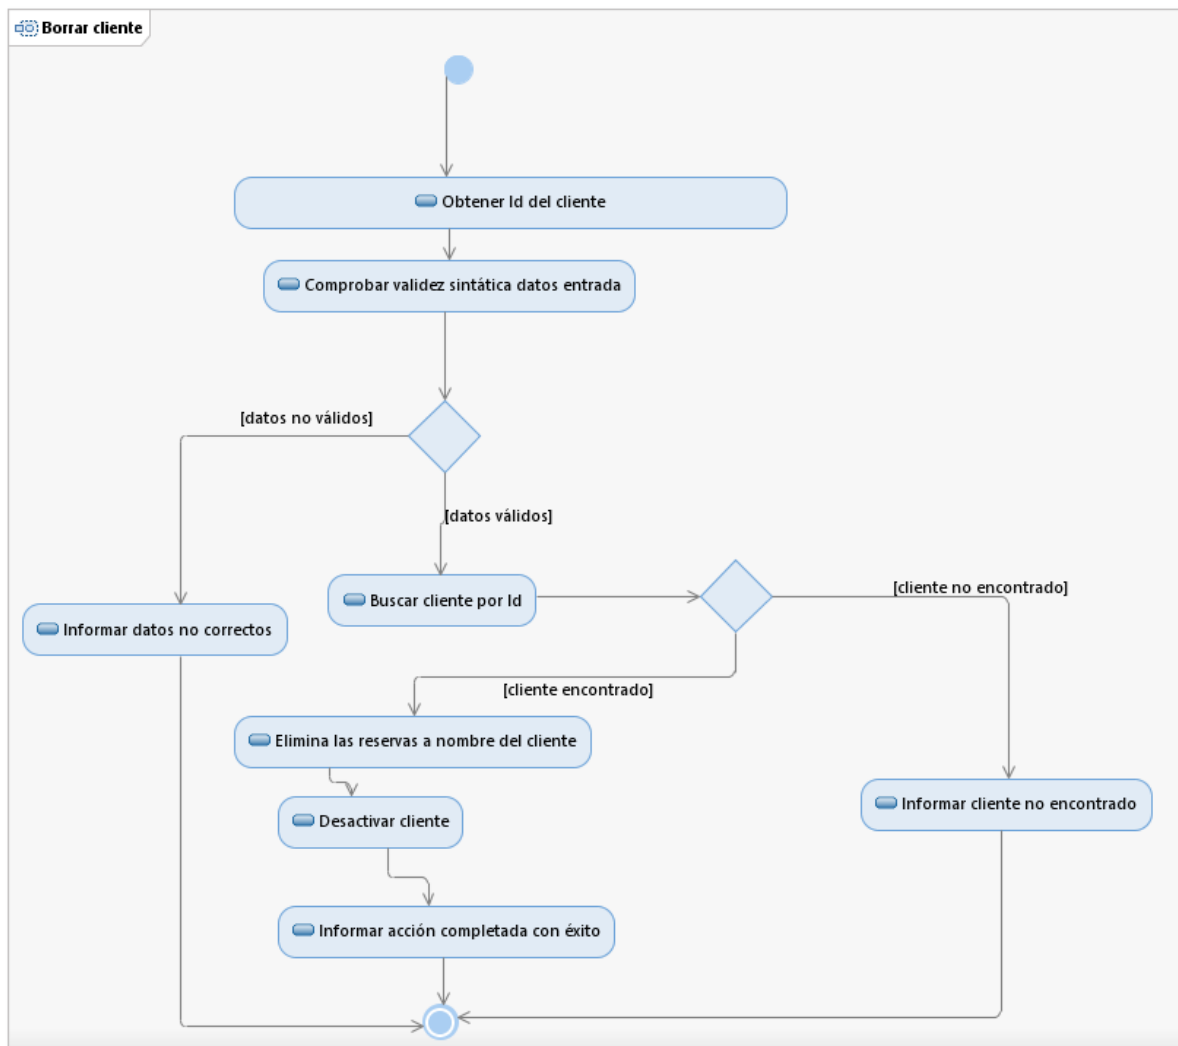 Borrar cliente
Obtener Id del cliente
Comprobar validez sintática datos entrada
[datos no válidos]
[datos válidos]
Buscar cliente por Id
[cliente no encontrado]
Informar datos no correctos
[cliente encontrado]
Elimina las reservas a nombre del cliente
Informar cliente no encontrado
Desactivar cliente
Informar acción completada con éxito